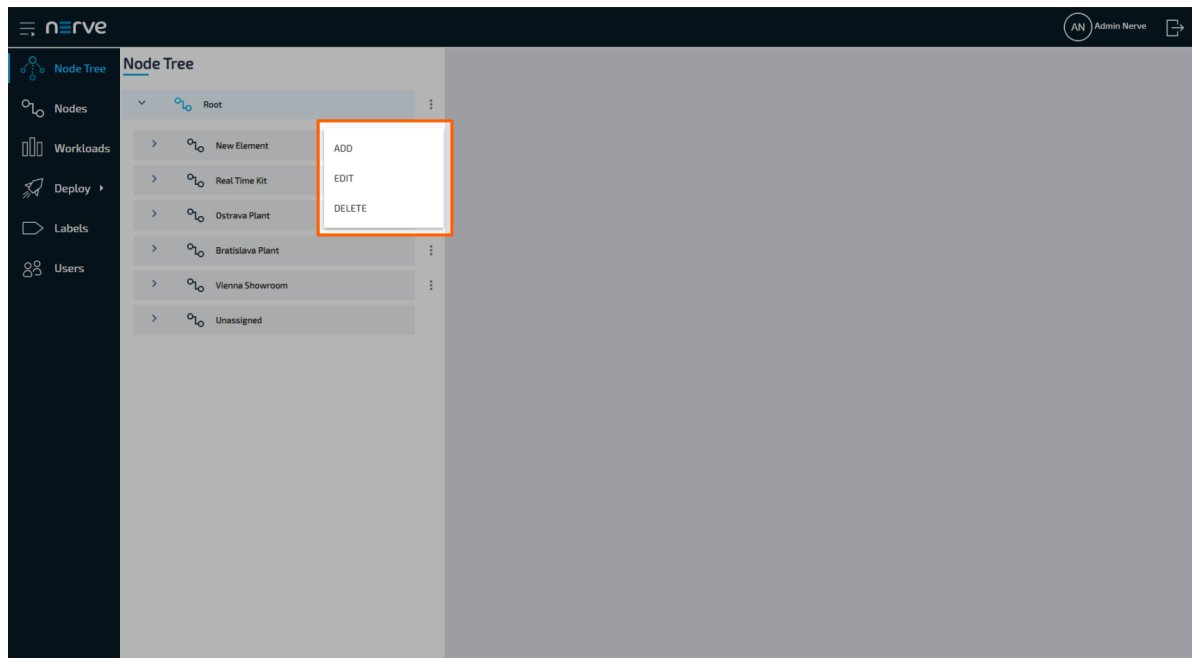 nerve
AN Admin Nerve
Node Tree
Nodes
Workloads
Deploy
Labels
Users
Node Tree
Root
New Element
Real Time Kit
Ostrava Plant
Bratislava Plant
Vienna Showroom
Unassigned
ADD
EDIT
DELETE